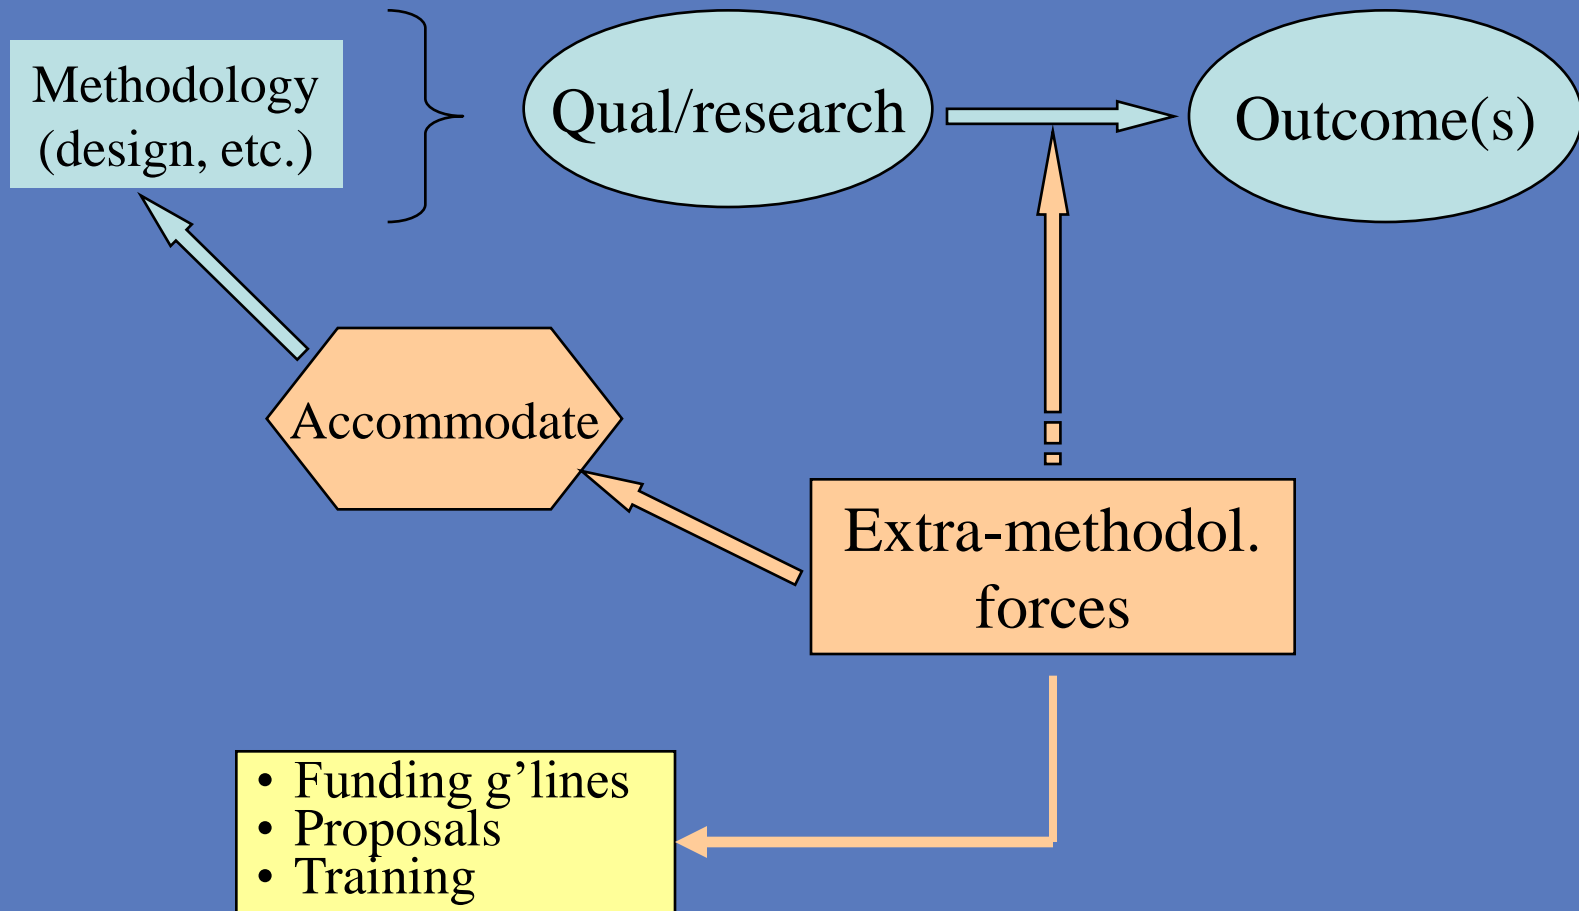 Methodology
(design, etc.)
Qual/research
Outcome(s)
Accommodate
Extra-methodol.
forces
• Funding g’lines
• Proposals
• Training